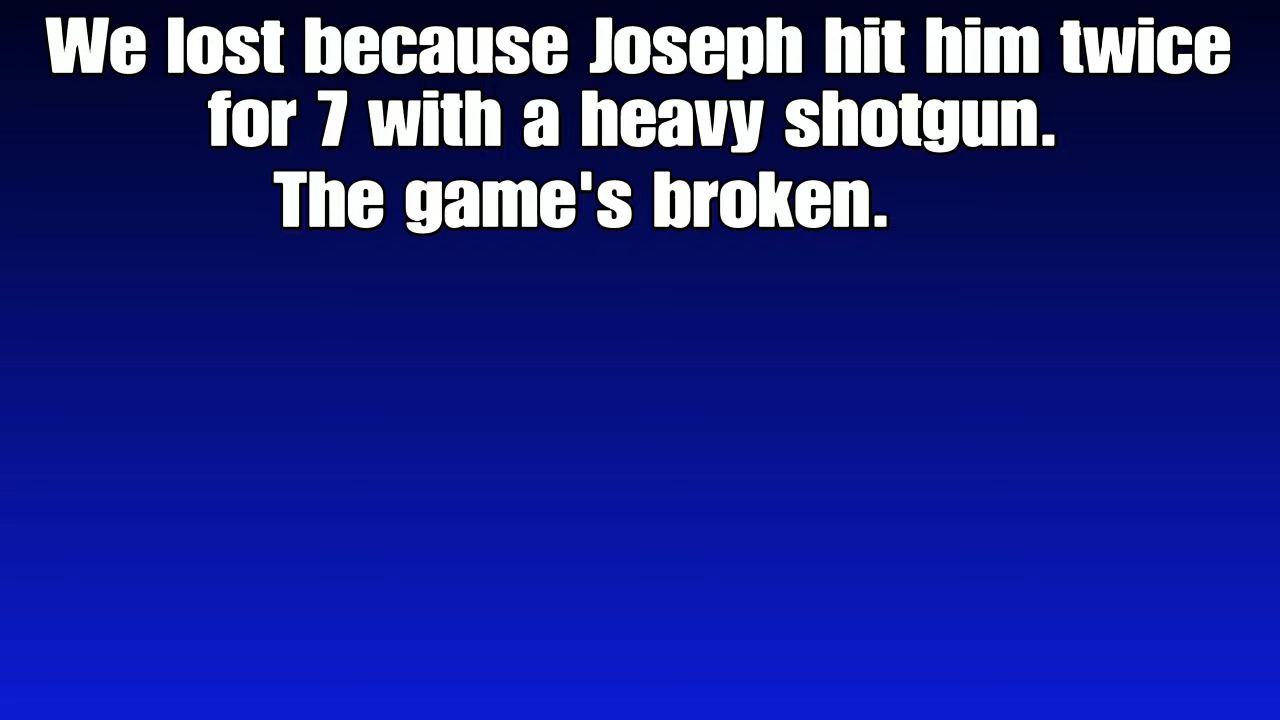 We lost because Joseph hit him twice
for 7 with a heavy shotgun.
The game's broken.